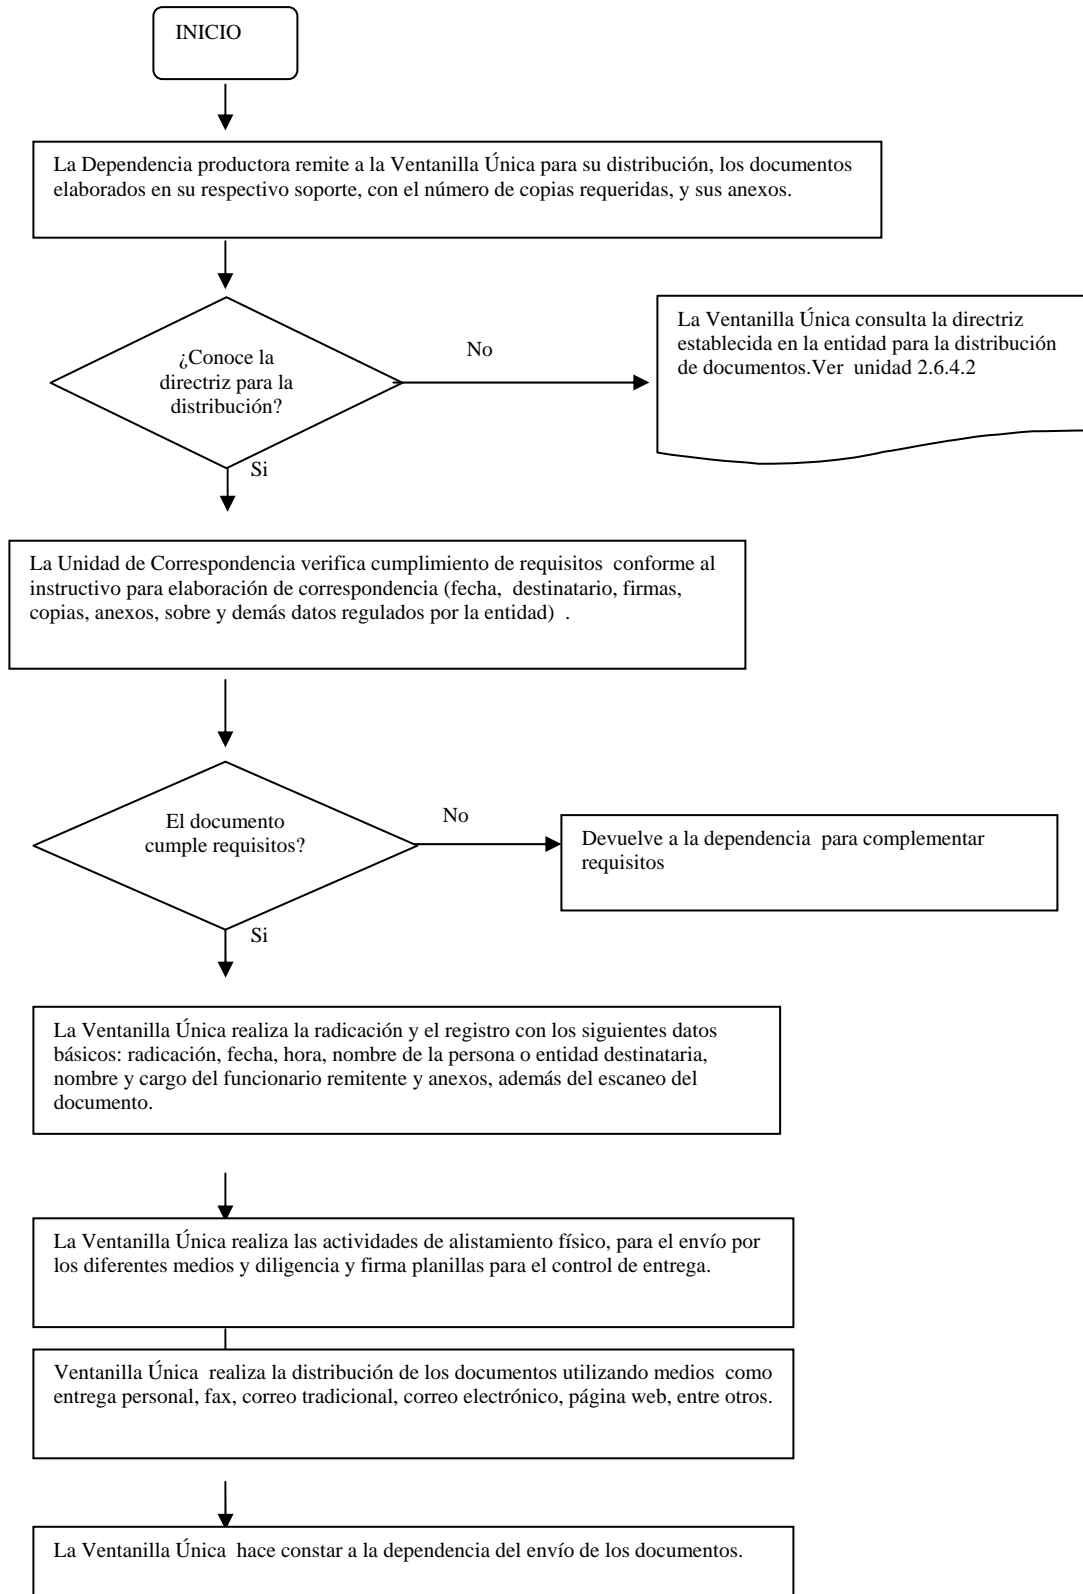 INICIO
La Dependencia productora remite a la Ventanilla Única para su distribución, los documentos
elaborados en su respectivo soporte, con el número de copias requeridas, y sus anexos.
¿Conoce la
directriz para la
distribución?
No
La Ventanilla Única consulta la directriz
establecida en la entidad para la distribución
de documentos.Ver unidad 2.6.4.2
Si
La Unidad de Correspondencia verifica cumplimiento de requisitos conforme al
instructivo para elaboración de correspondencia (fecha, destinatario, firmas,
copias, anexos, sobre y demás datos regulados por la entidad) .
El documento
cumple requisitos?
No
Devuelve a la dependencia para complementar
requisitos
Si
La Ventanilla Única realiza la radicación y el registro con los siguientes datos
básicos: radicación, fecha, hora, nombre de la persona o entidad destinataria,
nombre y cargo del funcionario remitente y anexos, además del escaneo del
documento.
La Ventanilla Única realiza las actividades de alistamiento físico, para el envío por
los diferentes medios y diligencia y firma planillas para el control de entrega.
Ventanilla Única realiza la distribución de los documentos utilizando medios como
entrega personal, fax, correo tradicional, correo electrónico, página web, entre otros.
La Ventanilla Única hace constar a la dependencia del envío de los documentos.